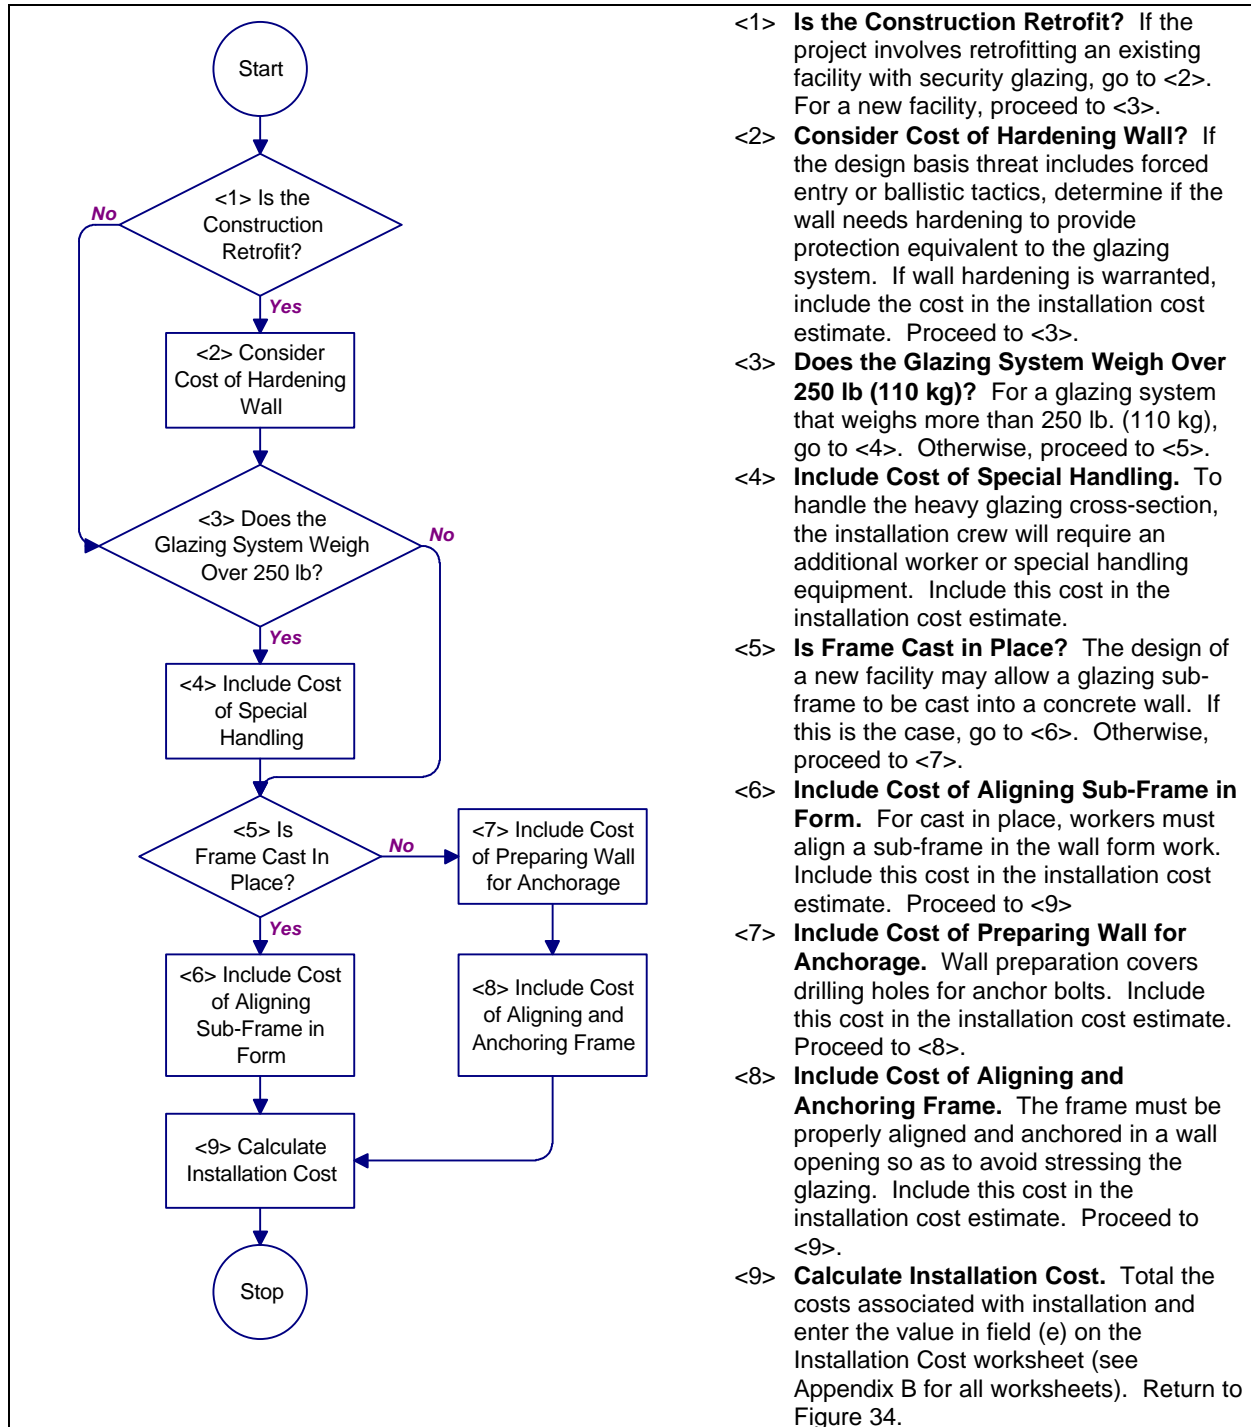 Start
<1> Is the
Construction
Retrofit?
No
Yes
<2> Consider
Cost of Hardening
Wall
<3> Does the
Glazing System Weigh
Over 250 lb?
No
Yes
<4> Include Cost
of Special
Handling
<5> Is
Frame Cast In
Place?
No
<7> Include Cost
of Preparing Wall
for Anchorage
Yes
<6> Include Cost
of Aligning
Sub-Frame in
Form
<8> Include Cost
of Aligning and
Anchoring Frame
<9> Calculate
Installation Cost
Stop
<1> Is the Construction Retrofit? If the
project involves retrofitting an existing
facility with security glazing, go to <2>.
For a new facility, proceed to <3>.
<2> Consider Cost of Hardening Wall? If
the design basis threat includes forced
entry or ballistic tactics, determine if the
wall needs hardening to provide
protection equivalent to the glazing
system. If wall hardening is warranted,
include the cost in the installation cost
estimate. Proceed to <3>.
<3> Does the Glazing System Weigh Over
250 lb (110 kg)? For a glazing system
that weighs more than 250 lb. (110 kg),
go to <4>. Otherwise, proceed to <5>.
<4> Include Cost of Special Handling. To
handle the heavy glazing cross-section,
the installation crew will require an
additional worker or special handling
equipment. Include this cost in the
installation cost estimate.
<5> Is Frame Cast in Place? The design of
a new facility may allow a glazing sub-
frame to be cast into a concrete wall. If
this is the case, go to <6>. Otherwise,
proceed to <7>.
<6> Include Cost of Aligning Sub-Frame in
Form. For cast in place, workers must
align a sub-frame in the wall form work.
Include this cost in the installation cost
estimate. Proceed to <9>
<7> Include Cost of Preparing Wall for
Anchorage. Wall preparation covers
drilling holes for anchor bolts. Include
this cost in the installation cost estimate.
Proceed to <8>.
<8> Include Cost of Aligning and
Anchoring Frame. The frame must be
properly aligned and anchored in a wall
opening so as to avoid stressing the
glazing. Include this cost in the
installation cost estimate. Proceed to
<9>.
<9> Calculate Installation Cost. Total the
costs associated with installation and
enter the value in field (e) on the
Installation Cost worksheet (see
Appendix B for all worksheets). Return to
Figure 34.